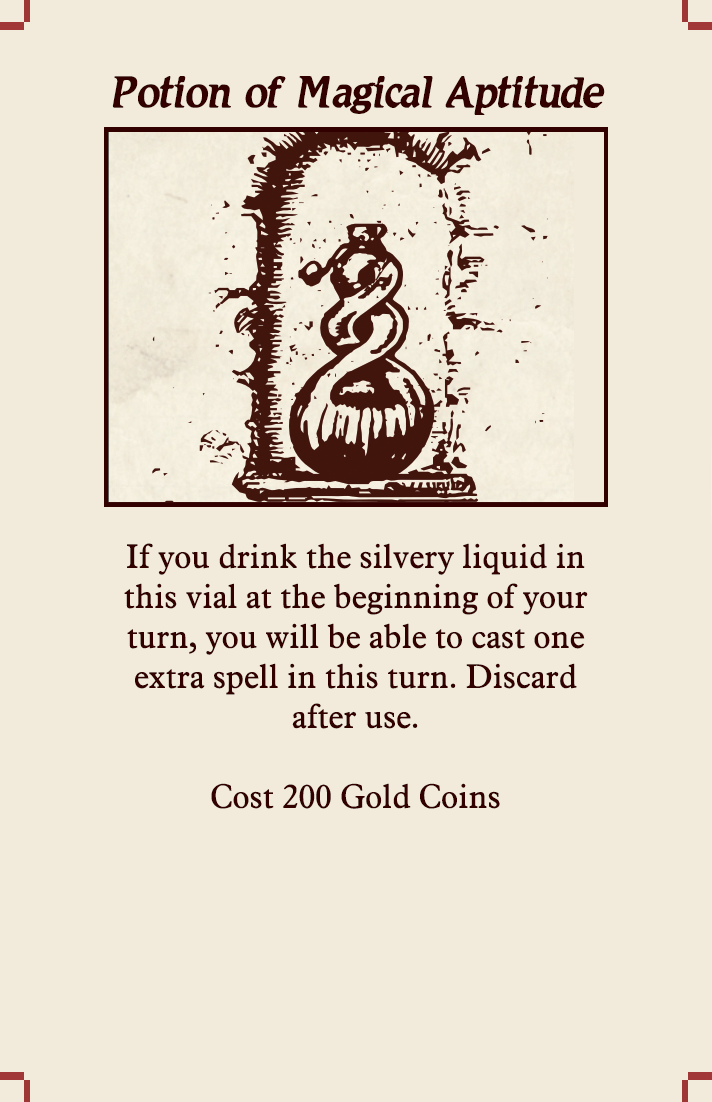 Potion of Magical Aptitude
If you drink the silvery liquid in
this vial at the beginning of your
turn, you will be able to cast one
extra spell in this turn. Discard
after use.
Cost 200 Gold Coins